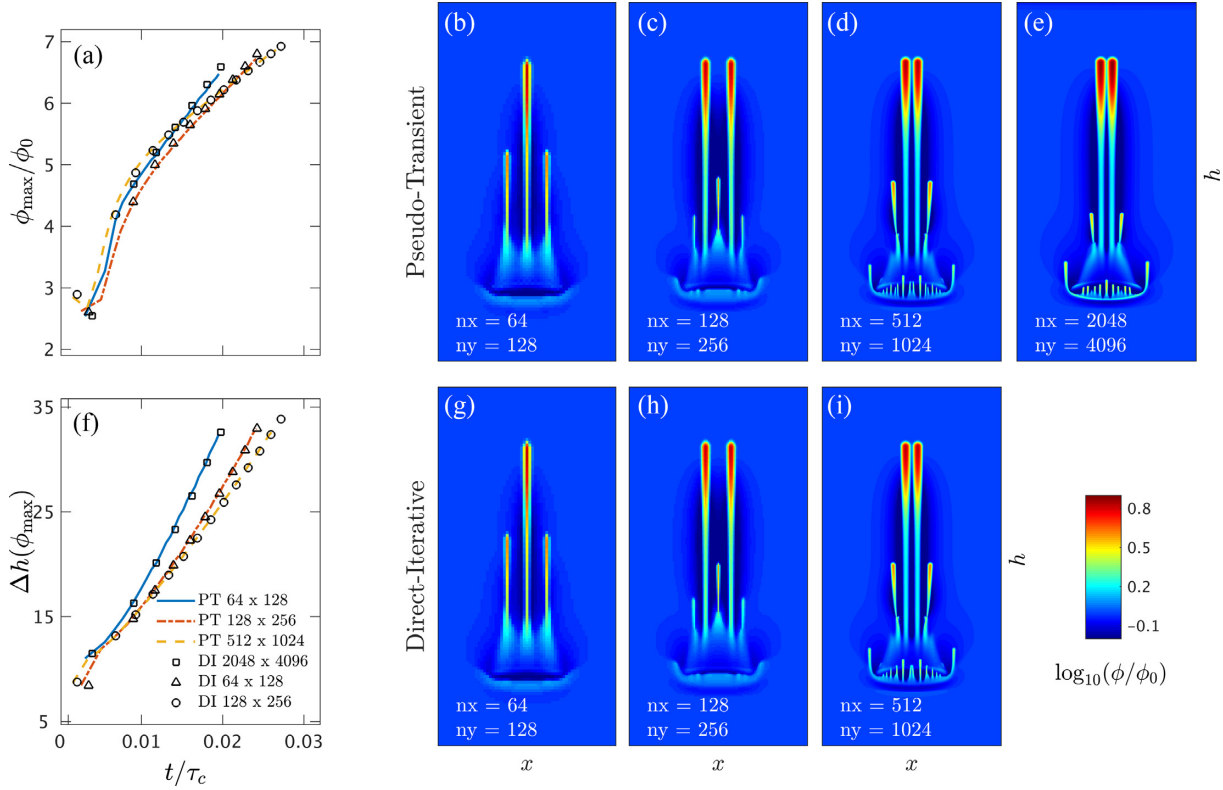 (a)
7
6
5
4
3
2
ϕmax/ϕ0
(b)
nx = 64
ny = 128
(c)
nx = 128
ny = 256
(d)
nx = 512
ny = 1024
(e)
nx = 2048
ny = 4096
Pseudo-Transient
h
(f)
35
25
15
5
Δh(ϕmax)
PT 64 x 128
PT 128 x 256
PT 512 x 1024
DI 2048 x 4096
DI 64 x 128
DI 128 x 256
0 0.01 0.02 0.03
t/τc
(g)
nx = 64
ny = 128
(h)
nx = 128
ny = 256
(i)
nx = 512
ny = 1024
Direct-Iterative
h
x
x
x
0.8
0.5
0.2
−0.1
log10(ϕ/ϕ0)